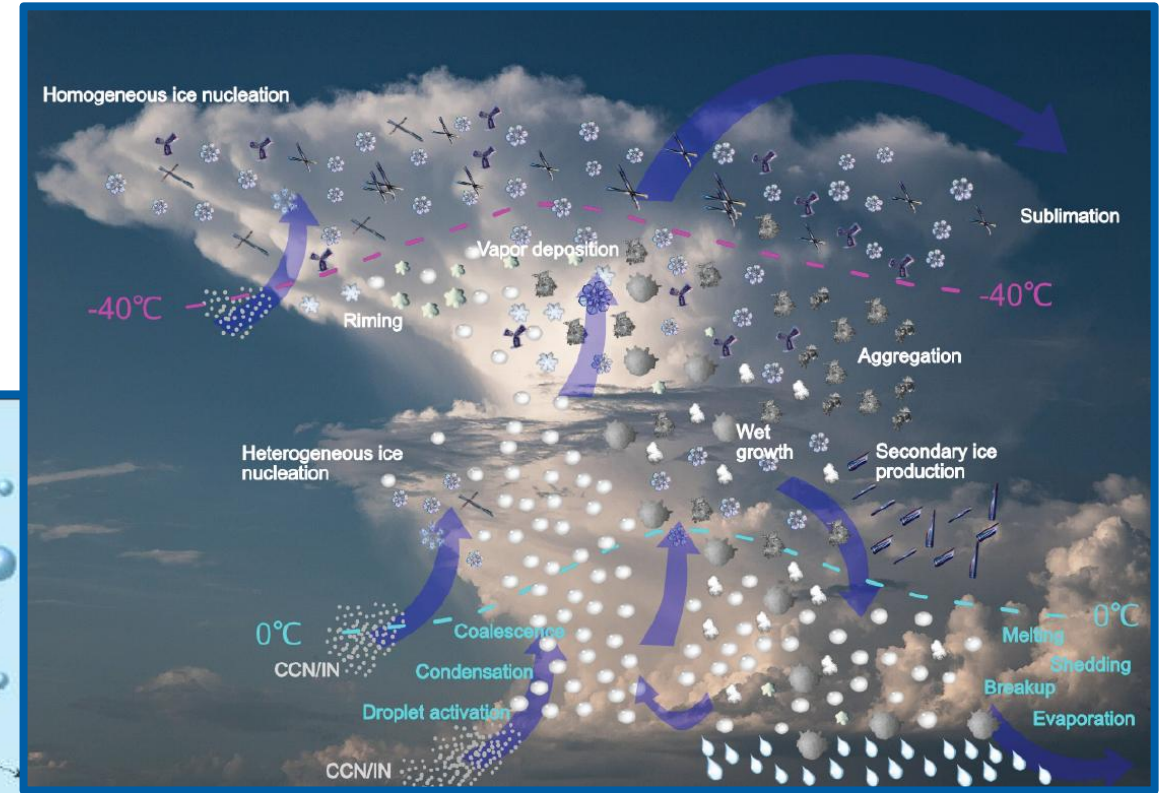 Homogeneous ice nucleation
Sublimation
Vapor deposition
-40℃
-40℃
Riming
Aggregation
Heterogeneous ice
nucleation
Wet
growth
Secondary ice
production
0℃
0℃
Coalescence
Melting
CCN/IN
Condensation
Shedding
Breakup
Droplet activation
Evaporation
CCN/IN